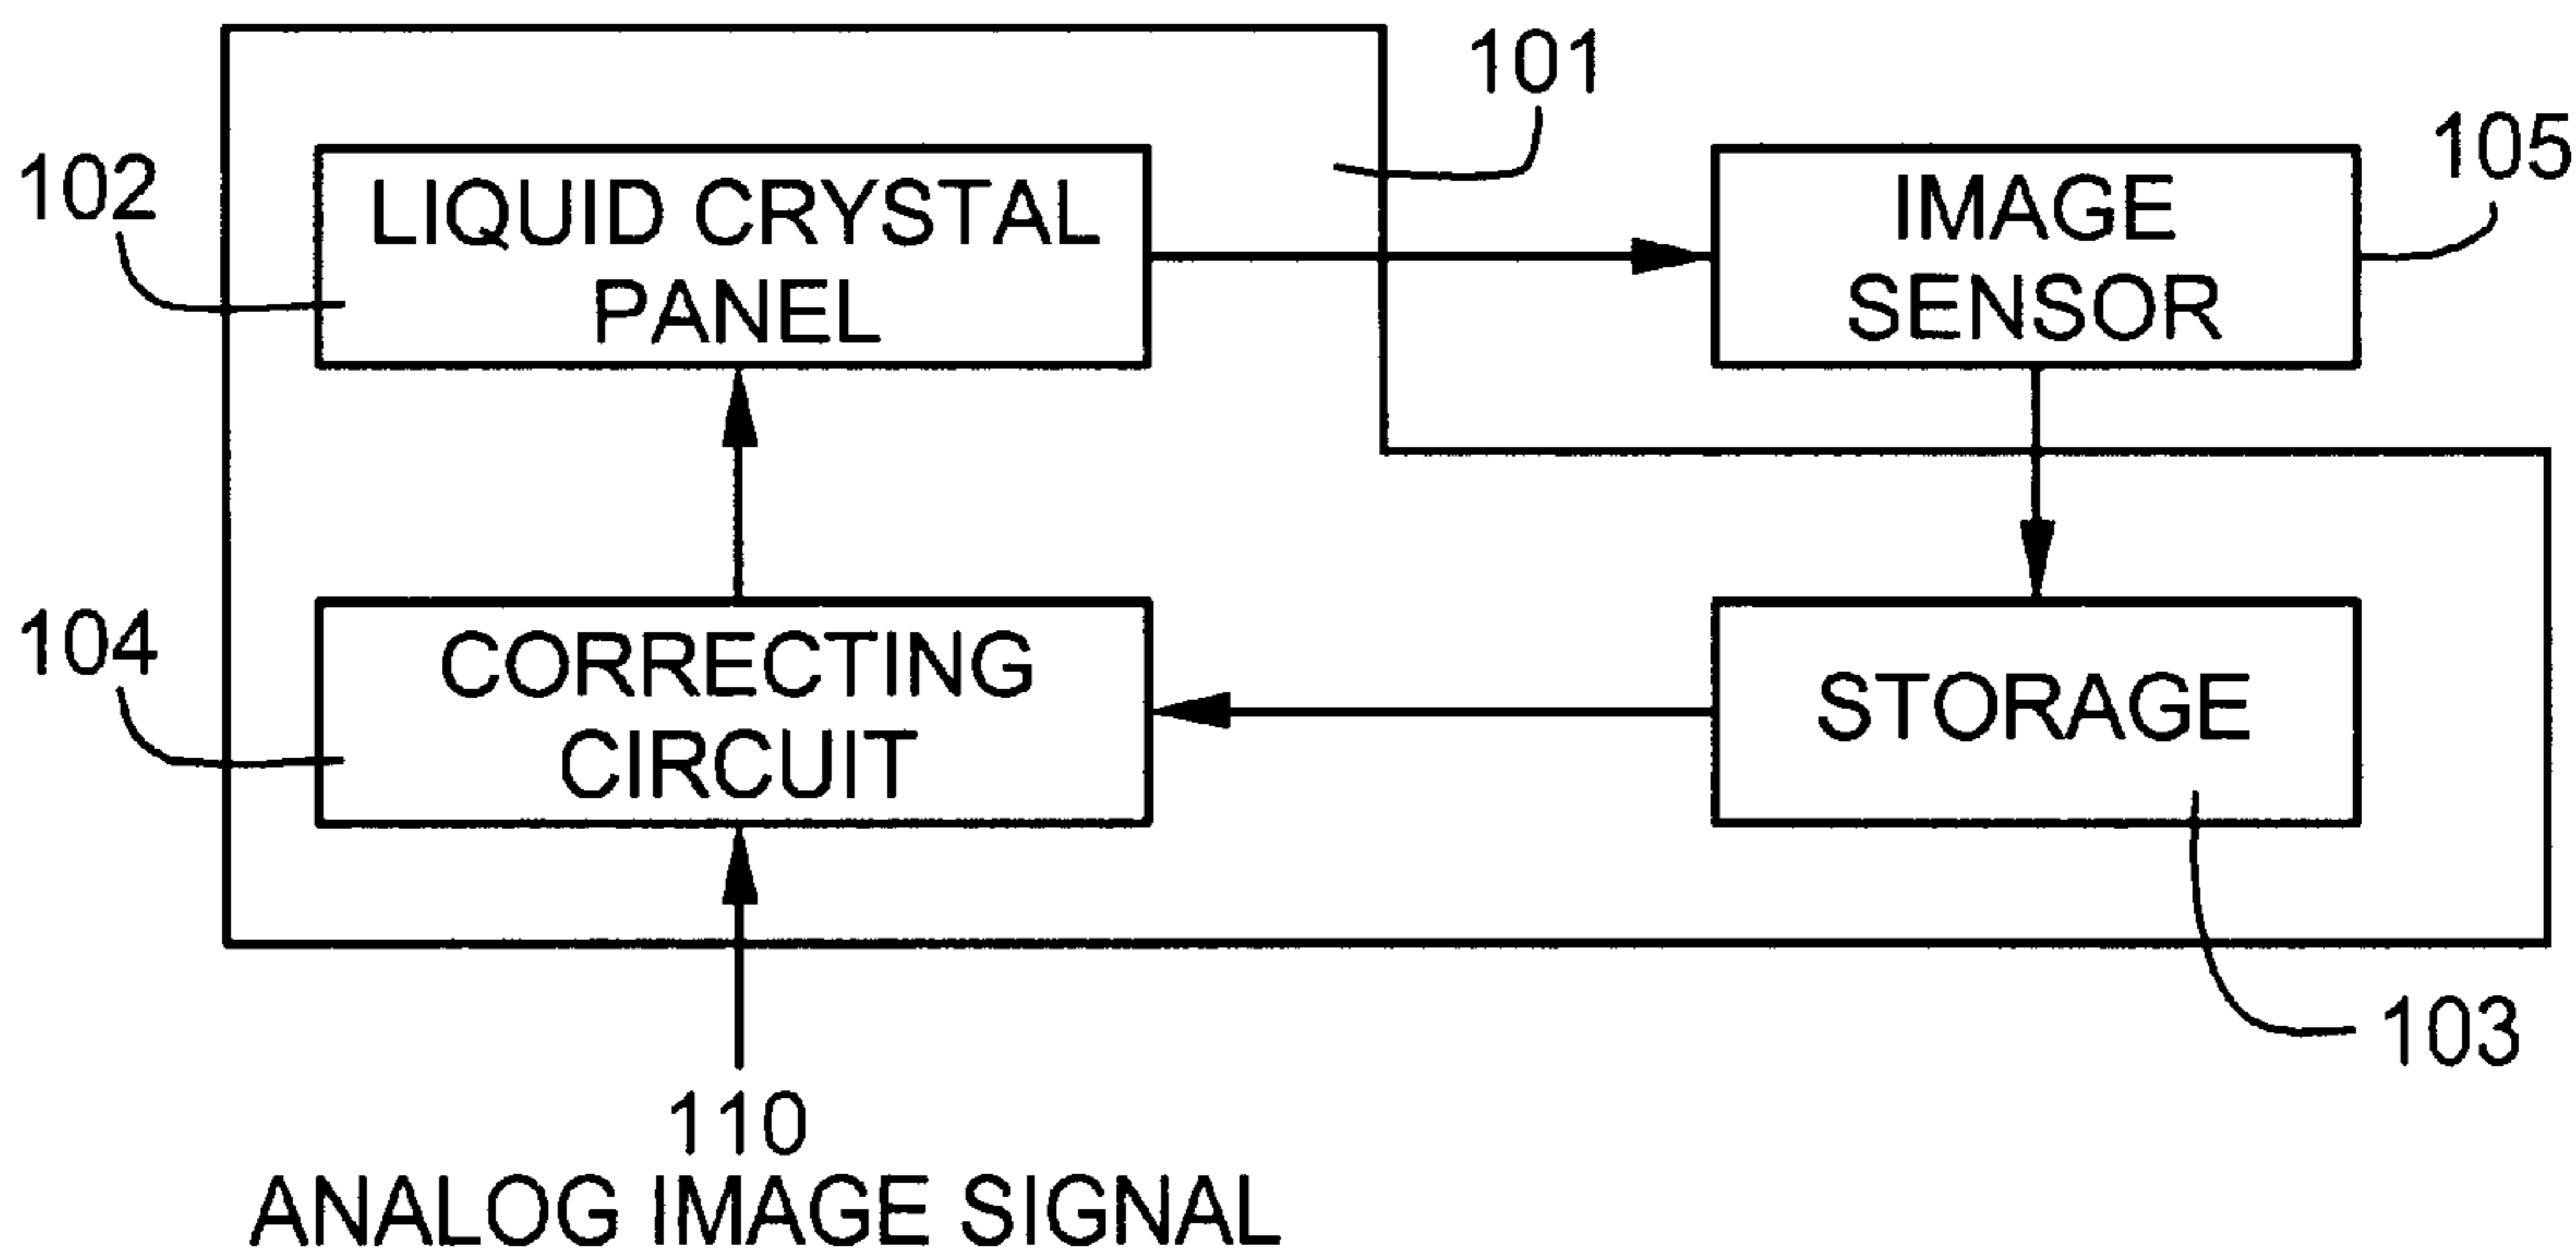 101
102
LIQUID CRYSTAL
PANEL
IMAGE
SENSOR
105
104
CORRECTING
CIRCUIT
STORAGE
103
110
ANALOG IMAGE SIGNAL